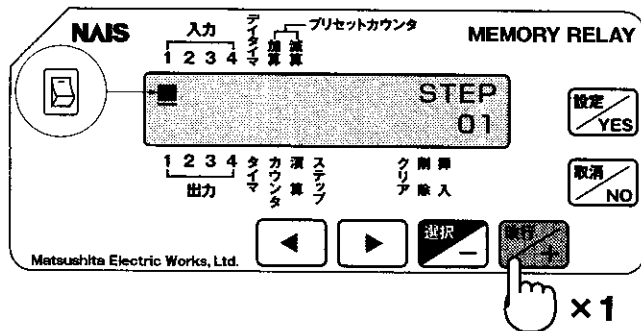 NAiS
入力
1 2 3 4
デイタイマ
プリセットカウンタ
加算 減算
MEMORY RELAY
STEP
01
設定 YES
取消 NO
1 2 3 4
出力
タイマ
カウンタ
演算
ステップ
クリア
削除
挿入
◀ ▶ 選択 − +
Matsushita Electric Works, Ltd.
×1